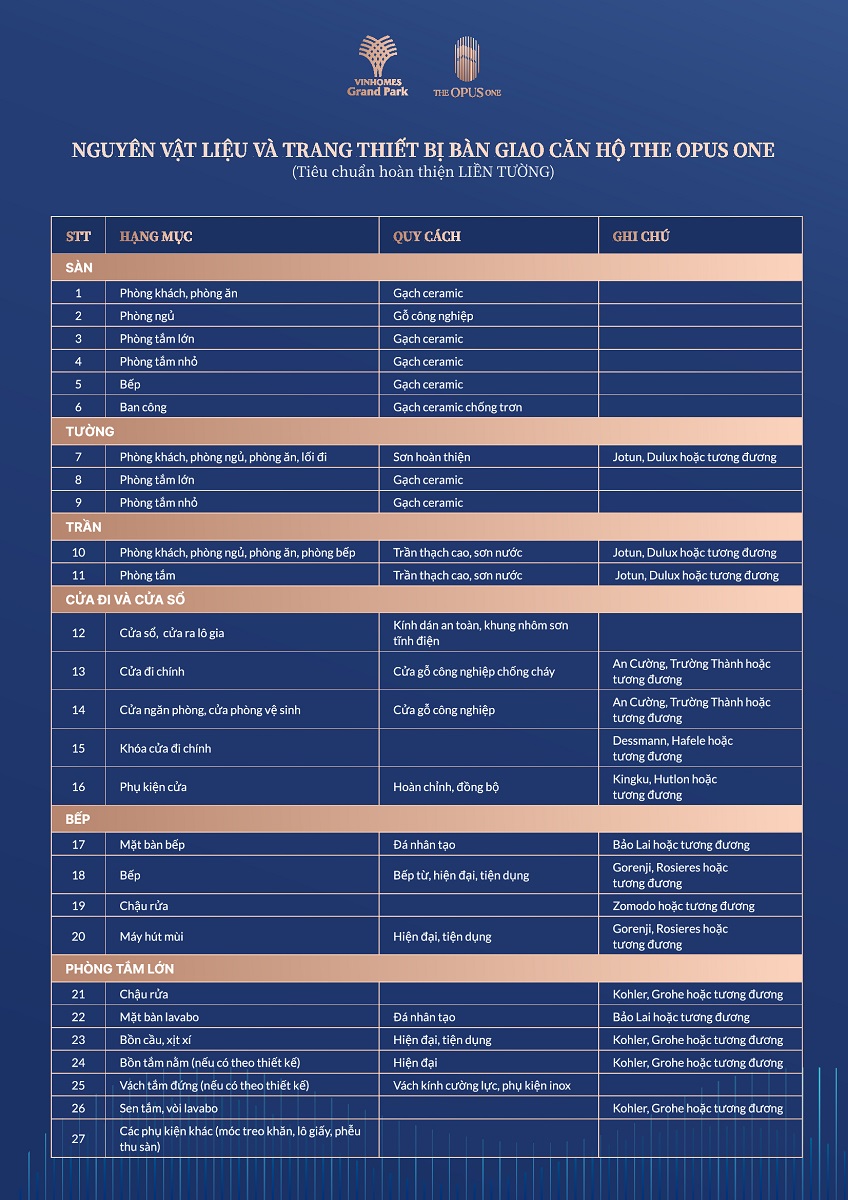 VINHOMES
Grand Park
THE OPUS ONE
NGUYÊN VẬT LIỆU VÀ TRANG THIẾT BỊ BÀN GIAO CĂN HỘ THE OPUS ONE
(Tiêu chuẩn hoàn thiện LIỀN TƯỜNG)
STT HẠNG MỤC QUY CÁCH GHI CHÚ
SÀN
1 Phòng khách, phòng ăn Gạch ceramic
2 Phòng ngủ Gỗ công nghiệp
3 Phòng tắm lớn Gạch ceramic
4 Phòng tắm nhỏ Gạch ceramic
5 Bếp Gạch ceramic
6 Ban công Gạch ceramic chống trơn
TƯỜNG
7 Phòng khách, phòng ngủ, phòng ăn, lối đi Sơn hoàn thiện Jotun, Dulux hoặc tương đương
8 Phòng tắm lớn Gạch ceramic
9 Phòng tắm nhỏ Gạch ceramic
TRẦN
10 Phòng khách, phòng ngủ, phòng ăn, phòng bếp Trần thạch cao, sơn nước Jotun, Dulux hoặc tương đương
11 Phòng tắm Trần thạch cao, sơn nước Jotun, Dulux hoặc tương đương
CỬA ĐI VÀ CỬA SỔ
12 Cửa sổ, cửa ra lô gia Kính dán an toàn, khung nhôm sơn
tĩnh điện
13 Cửa đi chính Cửa gỗ công nghiệp chống cháy An Cường, Trường Thành hoặc
tương đương
14 Cửa ngăn phòng, cửa phòng vệ sinh Cửa gỗ công nghiệp An Cường, Trường Thành hoặc
tương đương
15 Khóa cửa đi chính Dessmann, Hafele hoặc
tương đương
16 Phụ kiện cửa Hoàn chỉnh, đồng bộ Kingku, Hutlon hoặc
tương đương
BẾP
17 Mặt bàn bếp Đá nhân tạo Bảo Lai hoặc tương đương
18 Bếp Bếp từ, hiện đại, tiện dụng Gorenji, Rosieres hoặc
tương đương
19 Chậu rửa Zomodo hoặc tương đương
20 Máy hút mùi Hiện đại, tiện dụng Gorenji, Rosieres hoặc
tương đương
PHÒNG TẮM LỚN
21 Chậu rửa Kohler, Grohe hoặc tương đương
22 Mặt bàn lavabo Đá nhân tạo Bảo Lai hoặc tương đương
23 Bồn cầu, xịt xí Hiện đại, tiện dụng Kohler, Grohe hoặc tương đương
24 Bồn tắm nằm (nếu có theo thiết kế) Hiện đại Kohler, Grohe hoặc tương đương
25 Vách tắm đứng (nếu có theo thiết kế) Vách kính cường lực, phụ kiện inox
26 Sen tắm, vòi lavabo Kohler, Grohe hoặc tương đương
27 Các phụ kiện khác (móc treo khăn, lô giấy, phễu
thu sàn)